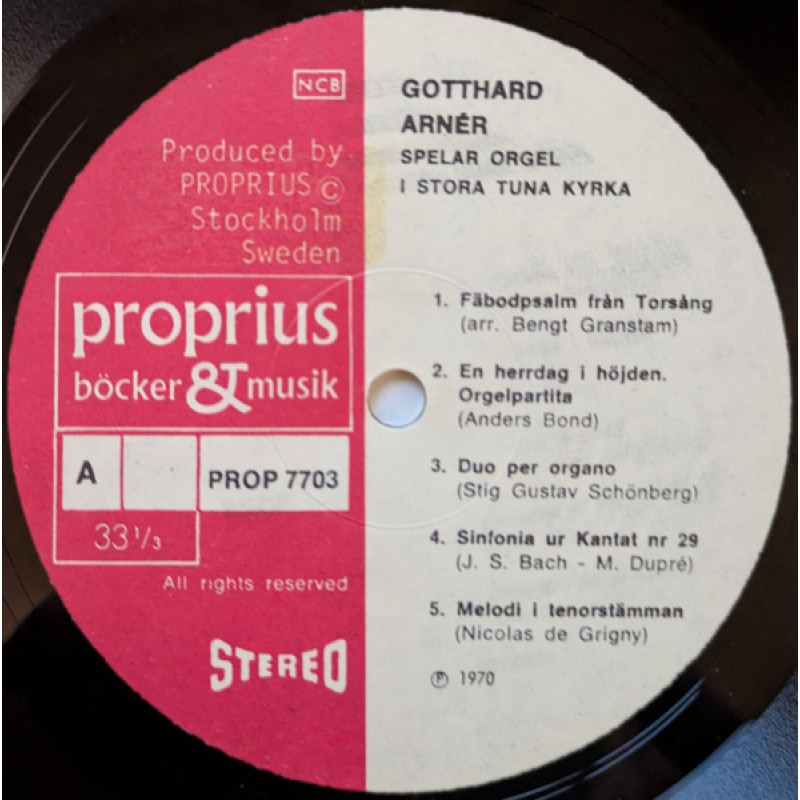 NCB
Produced by
PROPRIUS ©
Stockholm
Sweden
proprius
böcker & musik
A
PROP 7703
33 1/3
All rights reserved
STEREO
GOTTHARD
ARNÉR
SPELAR ORGEL
I STORA TUNA KYRKA
1. Fäbodpsalm från Torsång
(arr. Bengt Granstam)
2. En herrdag i höjden.
Orgelpartita
(Anders Bond)
3. Duo per organo
(Stig Gustav Schönberg)
4. Sinfonia ur Kantat nr 29
(J. S. Bach - M. Dupré)
5. Melodi i tenorstämman
(Nicolas de Grigny)
℗ 1970